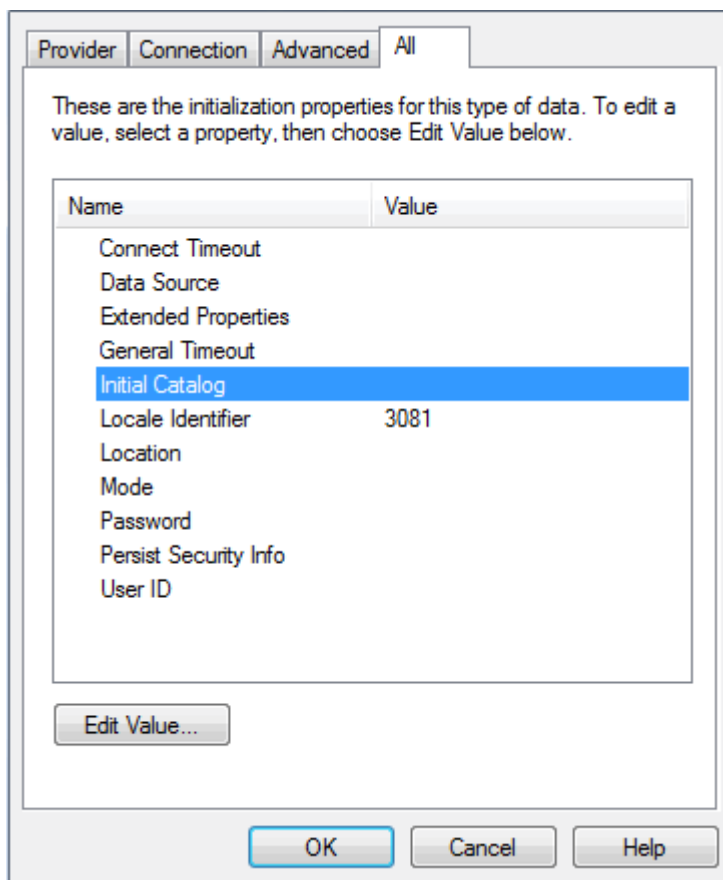 Provider Connection Advanced All
These are the initialization properties for this type of data. To edit a
value, select a property, then choose Edit Value below.
Name Value
Connect Timeout
Data Source
Extended Properties
General Timeout
Initial Catalog
Locale Identifier 3081
Location
Mode
Password
Persist Security Info
User ID
Edit Value...
OK Cancel Help